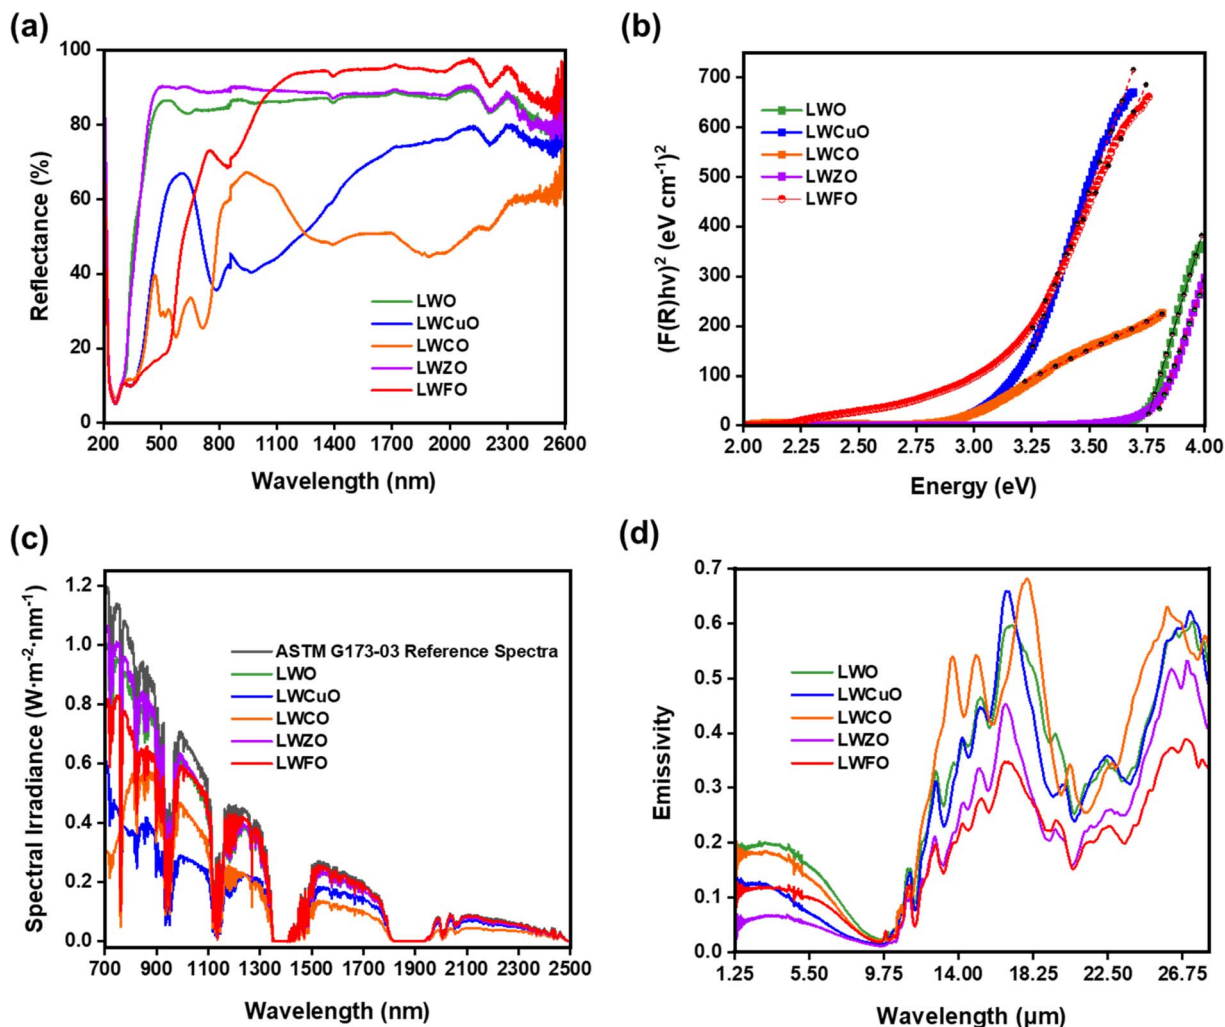 (a)
100
80
60
40
20
0
Reflectance (%)
LWO
LWCuO
LWCO
LWZO
LWFO
200 500 800 1100 1400 1700 2000 2300 2600
Wavelength (nm)
(b)
700
600
500
400
300
200
100
0
(F(R)hν)² (eV cm⁻¹)²
LWO
LWCuO
LWCO
LWZO
LWFO
2.00 2.25 2.50 2.75 3.00 3.25 3.50 3.75 4.00
Energy (eV)
(c)
1.2
1.0
0.8
0.6
0.4
0.2
0.0
Spectral Irradiance (W·m⁻²·nm⁻¹)
ASTM G173-03 Reference Spectra
LWO
LWCuO
LWCO
LWZO
LWFO
700 900 1100 1300 1500 1700 1900 2100 2300 2500
Wavelength (nm)
(d)
0.7
0.6
0.5
0.4
0.3
0.2
0.1
0.0
Emissivity
LWO
LWCuO
LWCO
LWZO
LWFO
1.25 5.50 9.75 14.00 18.25 22.50 26.75
Wavelength (µm)